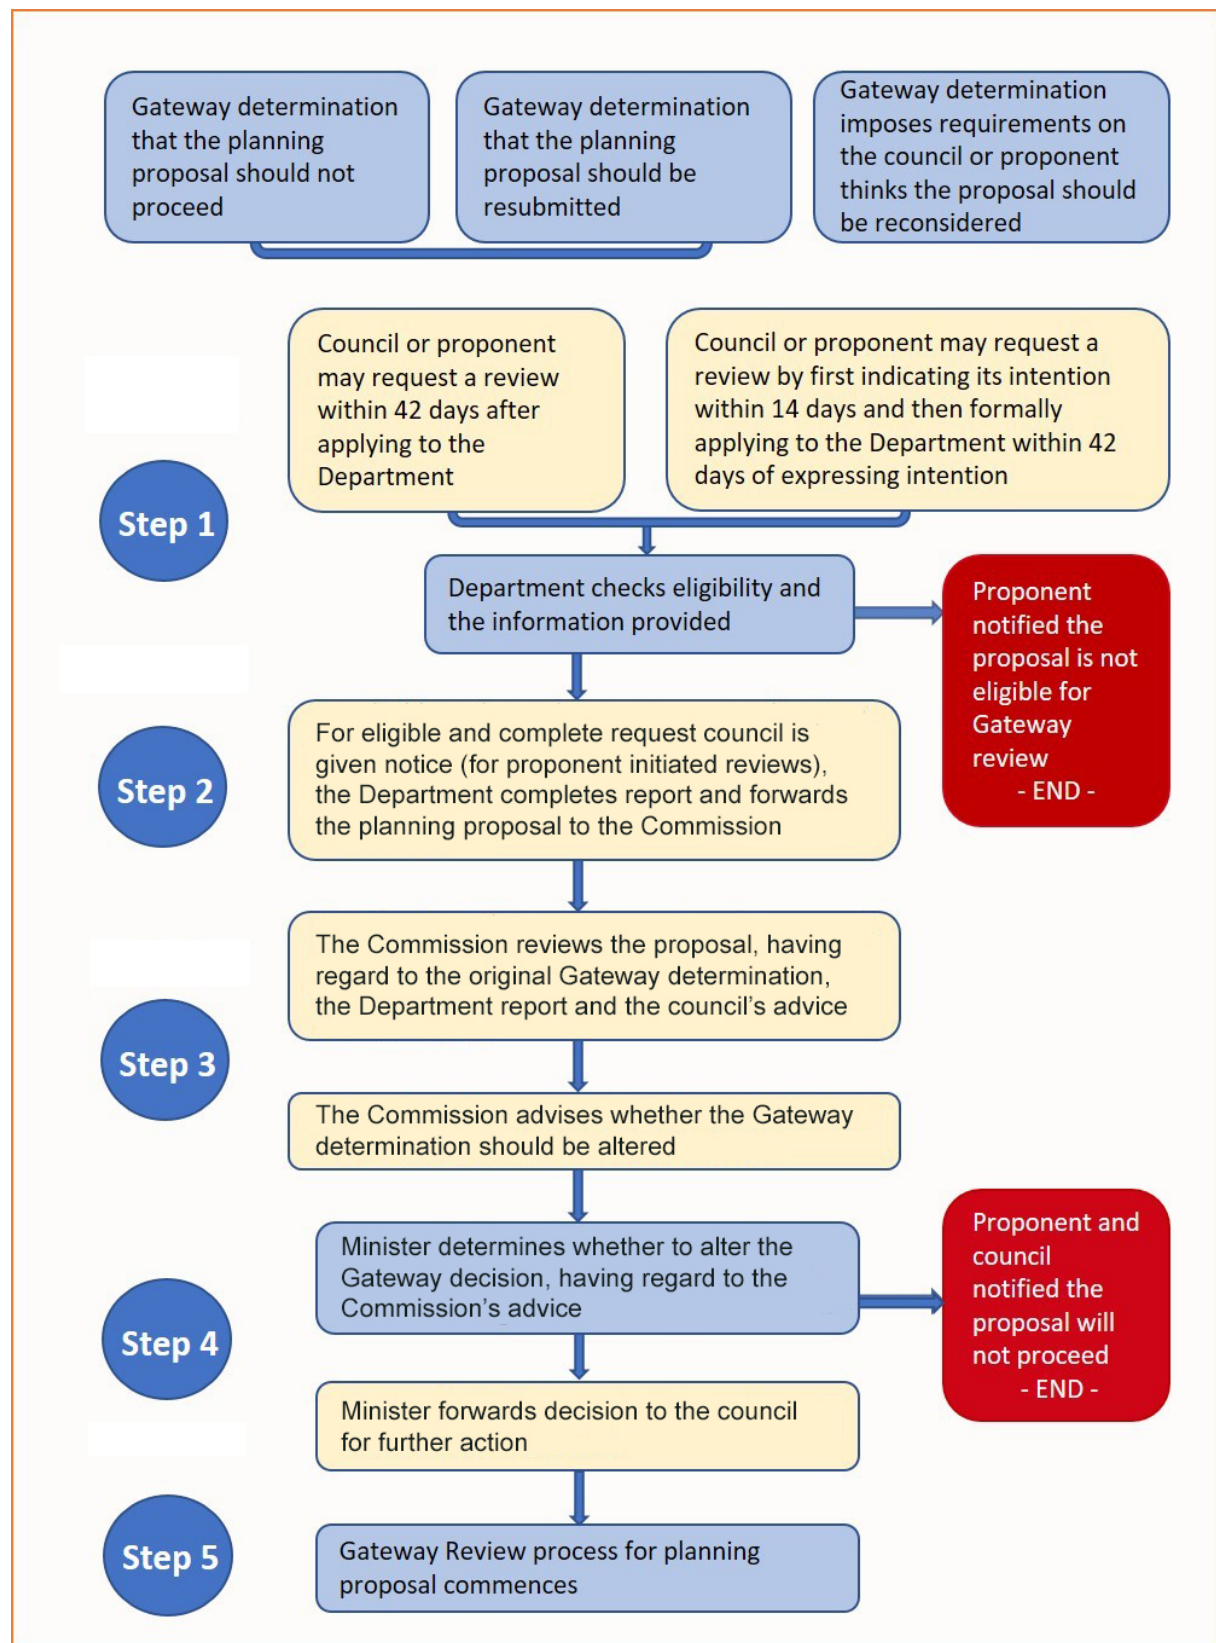 Gateway determination
that the planning
proposal should not
proceed
Gateway determination
that the planning
proposal should be
resubmitted
Gateway determination
imposes requirements on
the council or proponent
thinks the proposal should
be reconsidered
Council or proponent
may request a review
within 42 days after
applying to the
Department
Council or proponent may request a
review by first indicating its intention
within 14 days and then formally
applying to the Department within 42
days of expressing intention
Step 1
Department checks eligibility and
the information provided
Proponent
notified the
proposal is not
eligible for
Gateway
review
- END -
Step 2
For eligible and complete request council is
given notice (for proponent initiated reviews),
the Department completes report and forwards
the planning proposal to the Commission
Step 3
The Commission reviews the proposal, having
regard to the original Gateway determination,
the Department report and the council’s advice
The Commission advises whether the Gateway
determination should be altered
Step 4
Minister determines whether to alter the
Gateway decision, having regard to the
Commission’s advice
Proponent and
council
notified the
proposal will
not proceed
- END -
Minister forwards decision to the council
for further action
Step 5
Gateway Review process for planning
proposal commences